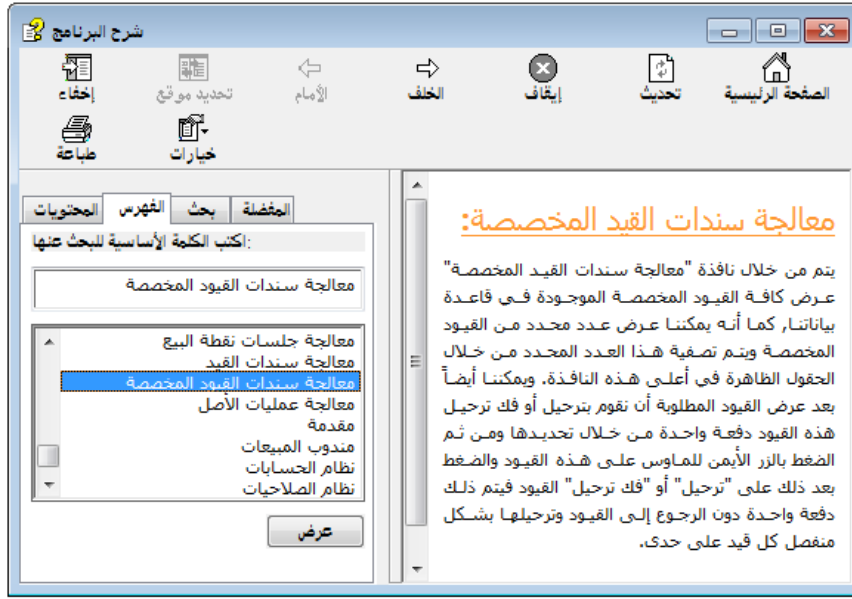 شرح البرنامج
إخفاء
تحديد موقع
الأمام
الخلف
إيقاف
تحديث
الصفحة الرئيسية
طباعة
خيارات
المحتويات
الفهرس
بحث
المفضلة
اكتب الكلمة الأساسية للبحث عنها:
معالجة سندات القيود المخصصة
معالجة جلسات نقطة البيع
معالجة سندات القيد
معالجة سندات القيود المخصصة
معالجة عمليات الأصل
مقدمة
مندوب المبيعات
نظام الحسابات
نظام الصلاحيات
عرض
معالجة سندات القيد المخصصة:
يتم من خلال نافذة "معالجة سندات القيد المخصصة"
عرض كافة القيود المخصصة الموجودة في قاعدة
بياناتنا, كما أنه يمكننا عرض عدد محدد من القيود
المخصصة ويتم تصفية هذا العدد المحدد من خلال
الحقول الظاهرة في أعلى هذه النافذة. ويمكننا أيضاً
بعد عرض القيود المطلوبة أن نقوم بترحيل أو فك ترحيل
هذه القيود دفعة واحدة من خلال تحديدها ومن ثم
الضغط بالزر الأيمن للماوس على هذه القيود والضغط
بعد ذلك على "ترحيل" أو "فك ترحيل" القيود فيتم ذلك
دفعة واحدة دون الرجوع إلى القيود وترحيلها بشكل
منفصل كل قيد على حدى.